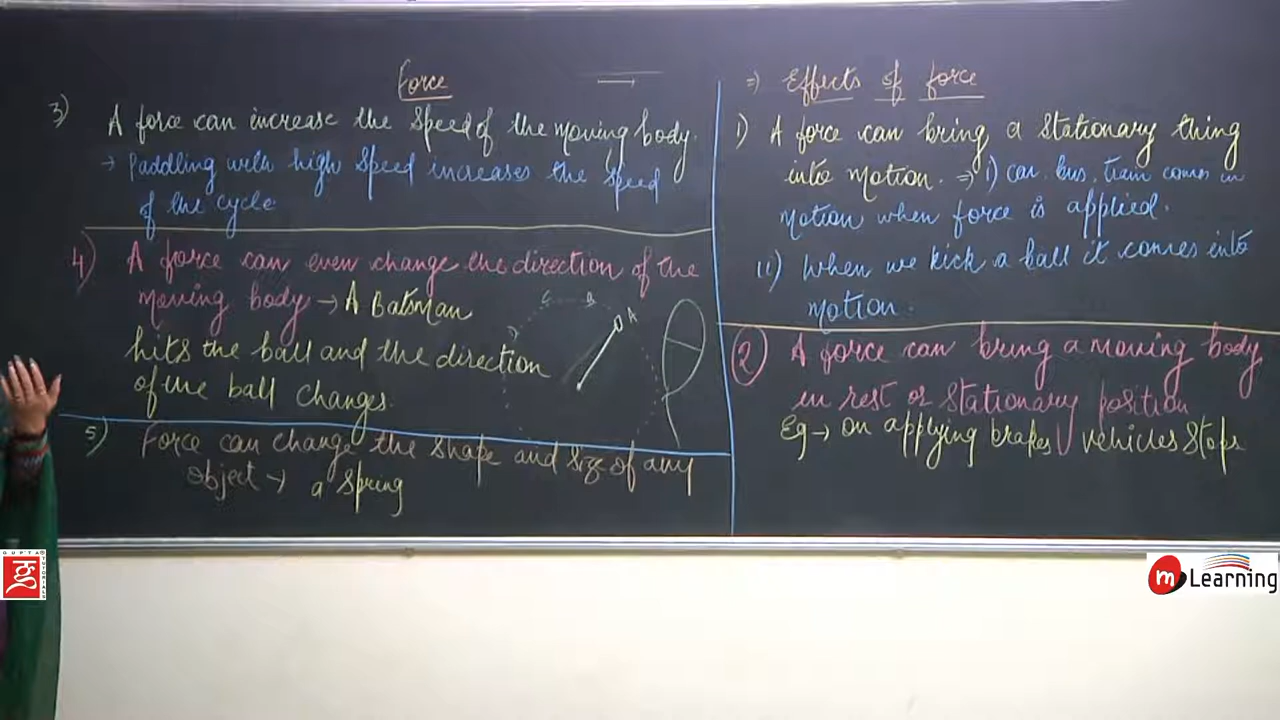 Force
3) A force can increase the speed of the moving body.
→ Paddling with high speed increases the speed
of the cycle
4) A force can even change the direction of the
moving body → A Batsman
hits the ball and the direction
of the ball changes.
A
B
C
D
5) Force can change the shape and size of any
object → a spring
⇒ Effects of force
1) A force can bring a stationary thing
into motion. ⇒ i) car, bus, train comes in
motion when force is applied.
ii) When we kick a ball it comes into
motion.
2) A force can bring a moving body
in rest or stationary position
Eg → on applying brakes vehicles stops
GUPTA
TUTORIALS
m Learning